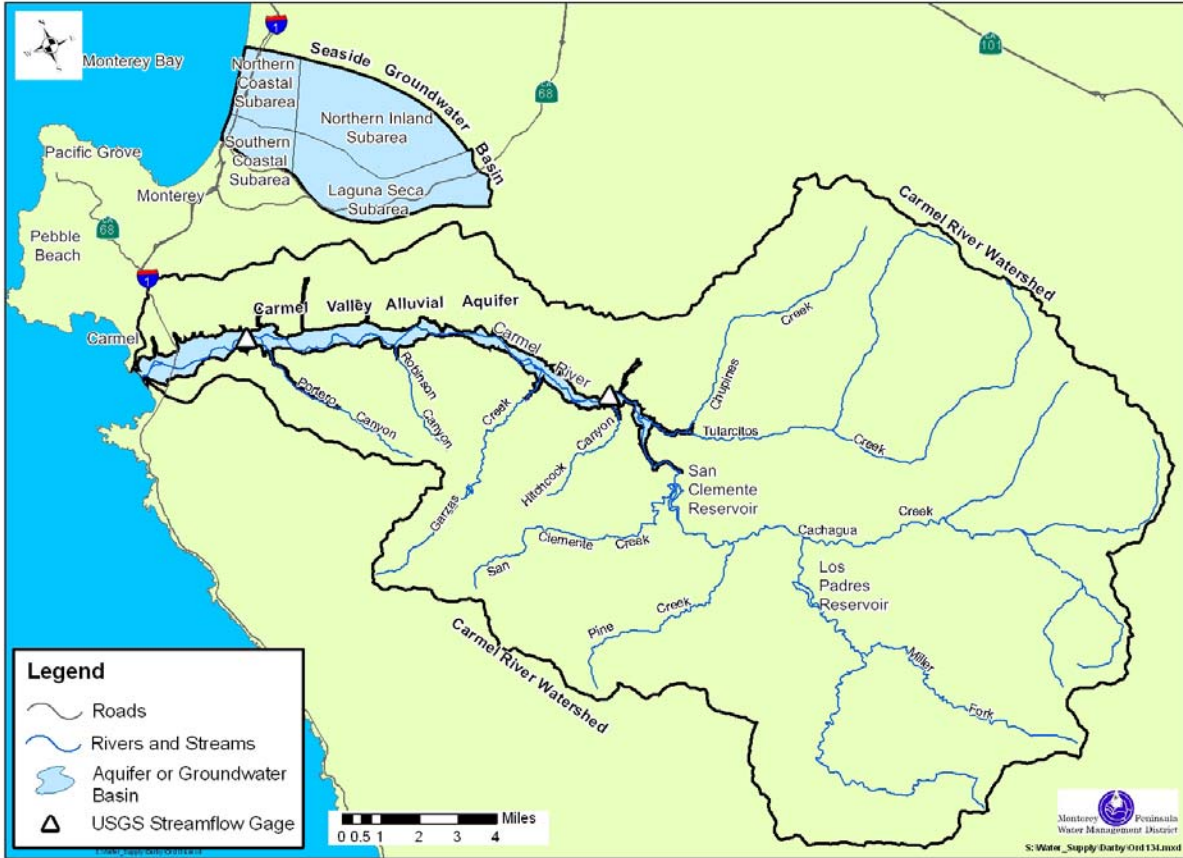 1
101
68
Monterey Bay
Seaside Groundwater Basin
Northern
Coastal
Subarea
Northern Inland
Subarea
Southern
Coastal
Subarea
Laguna Seca
Subarea
Pacific Grove
Monterey
68
Pebble
Beach
1
Carmel
Carmel River Watershed
Carmel Valley Alluvial Aquifer
Carmel River
Portero Canyon
Robinson Canyon
Garzas Creek
Hitchcock Canyon
Chupines Creek
Tularcitos Creek
San
Clemente
Reservoir
San Clemente Creek
Cachagua Creek
Los
Padres
Reservoir
Pine Creek
Miller Fork
Carmel River Watershed
Legend
Roads
Rivers and Streams
Aquifer or Groundwater
Basin
USGS Streamflow Gage
Miles
0 0.5 1 2 3 4
Monterey Peninsula
Water Management District
S:\Water_Supply\Darby\Ord134.mxd